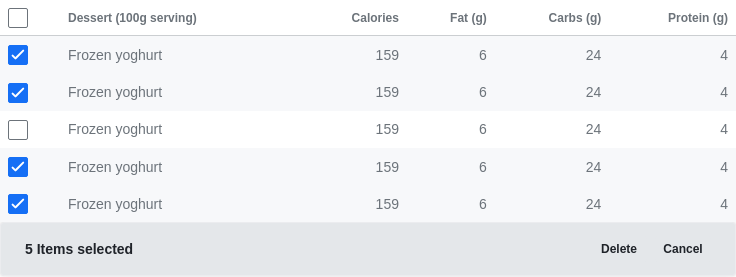 Dessert (100g serving) Calories Fat (g) Carbs (g) Protein (g)
Frozen yoghurt 159 6 24 4
Frozen yoghurt 159 6 24 4
Frozen yoghurt 159 6 24 4
Frozen yoghurt 159 6 24 4
Frozen yoghurt 159 6 24 4
5 Items selected Delete Cancel